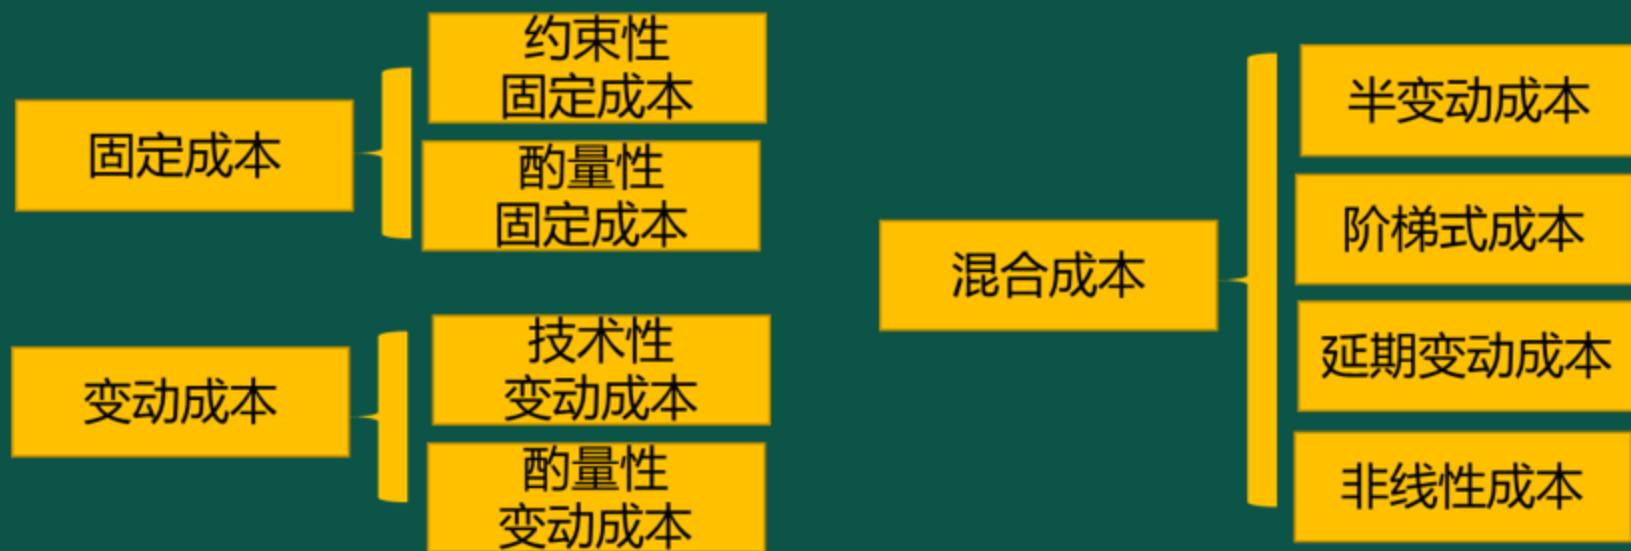 固定成本
约束性
固定成本
酌量性
固定成本
变动成本
技术性
变动成本
酌量性
变动成本
混合成本
半变动成本
阶梯式成本
延期变动成本
非线性成本